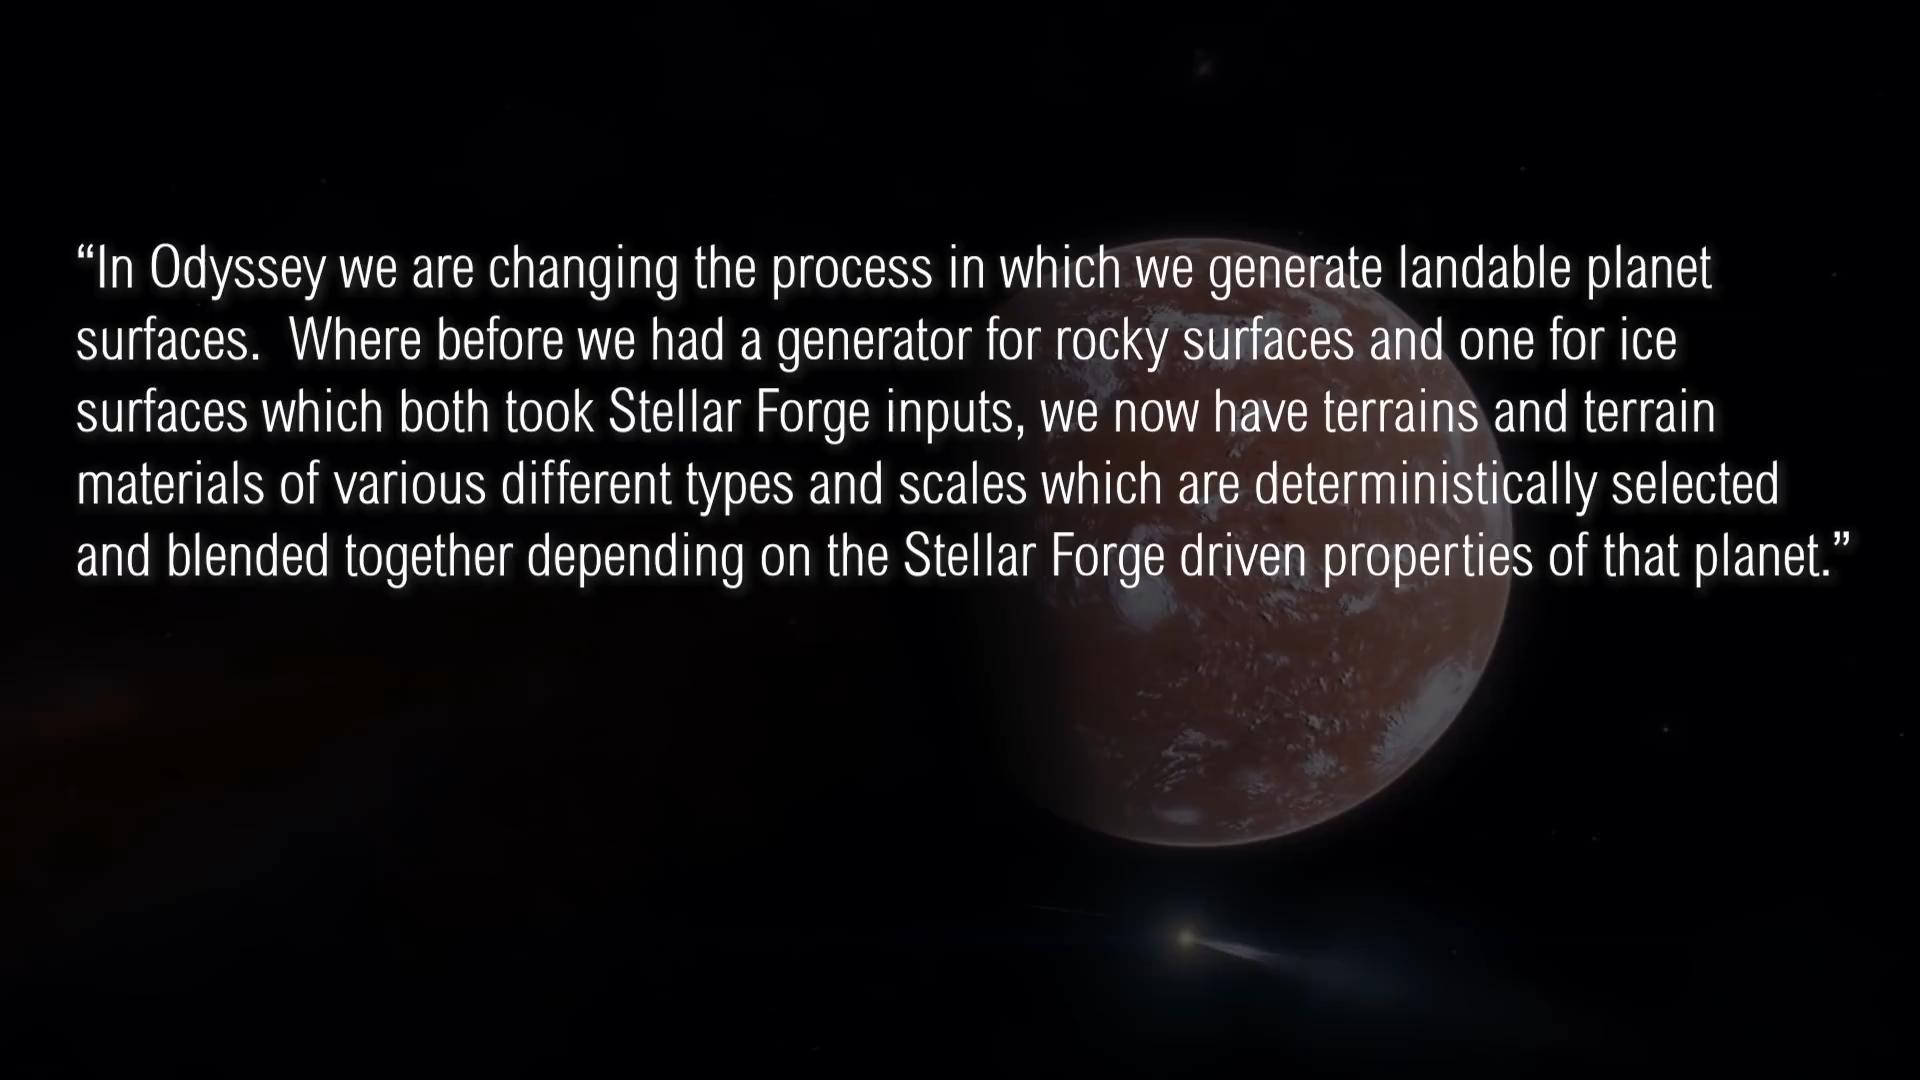 “In Odyssey we are changing the process in which we generate landable planet
surfaces.  Where before we had a generator for rocky surfaces and one for ice
surfaces which both took Stellar Forge inputs, we now have terrains and terrain
materials of various different types and scales which are deterministically selected
and blended together depending on the Stellar Forge driven properties of that planet.”